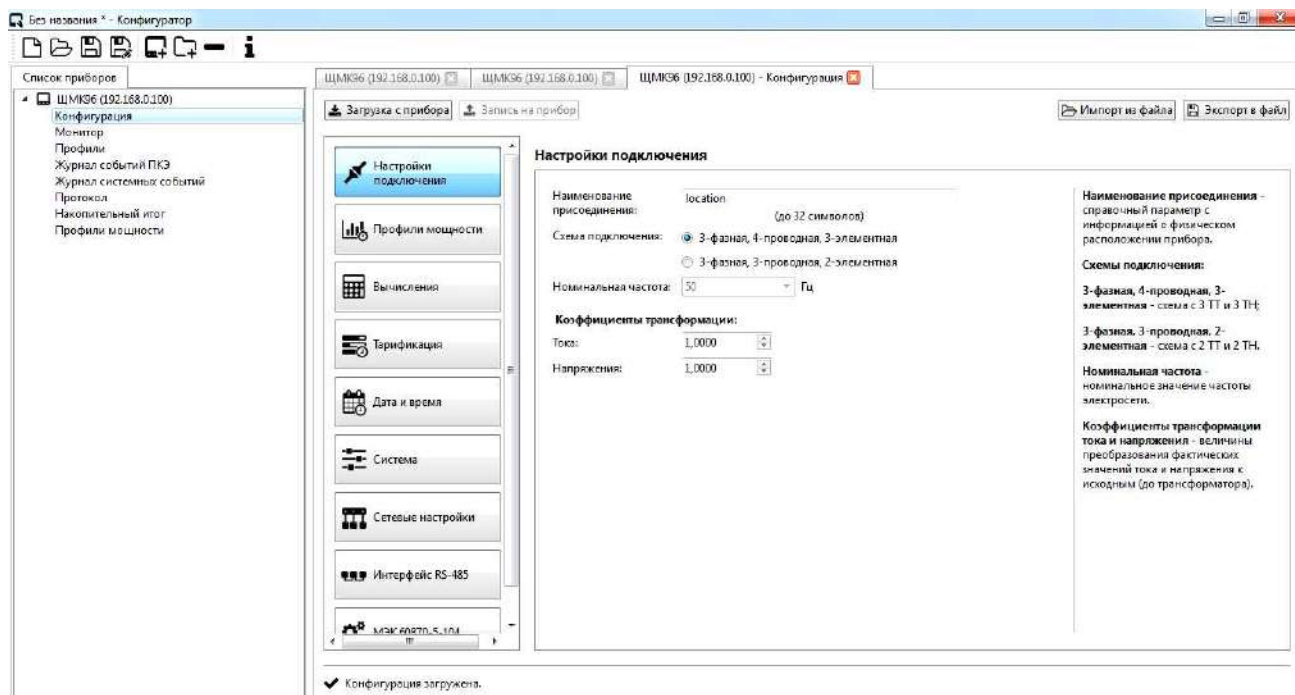 Без названия * - Конфигуратор
Список приборов
ЩМК96 (192.168.0.100)
Конфигурация
Монитор
Профили
Журнал событий ПКЭ
Журнал системных событий
Протокол
Накопительный итог
Профили мощности
ЩМК96 (192.168.0.100)
ЩМК96 (192.168.0.100)
ЩМК96 (192.168.0.100) - Конфигурация
Загрузка с прибора
Запись на прибор
Импорт из файла
Экспорт в файл
Настройки
подключения
Профили мощности
Вычисления
Тарификация
Дата и время
Система
Сетевые настройки
Интерфейс RS-485
МЭК 60870-5-104
Настройки подключения
Наименование
присоединения:
location
(до 32 символов)
Схема подключения:
3-фазная, 4-проводная, 3-элементная
3-фазная, 3-проводная, 2-элементная
Номинальная частота:
50
Гц
Коэффициенты трансформации:
Тока:
1,0000
Напряжения:
1,0000
Наименование присоединения -
справочный параметр с
информацией о физическом
расположении прибора.
Схемы подключения:
3-фазная, 4-проводная, 3-
элементная - схема с 3 ТТ и 3 ТН;
3-фазная, 3-проводная, 2-
элементная - схема с 2 ТТ и 2 ТН.
Номинальная частота -
номинальное значение частоты
электросети.
Коэффициенты трансформации
тока и напряжения - величины
преобразования фактических
значений тока и напряжения к
исходным (до трансформатора).
Конфигурация загружена.